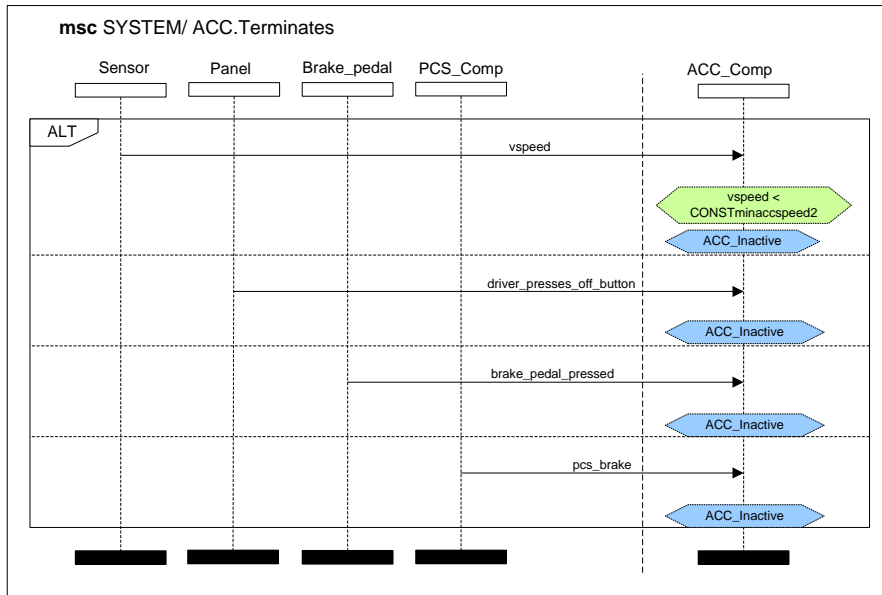 msc SYSTEM/ ACC.Terminates
Sensor Panel Brake_pedal PCS_Comp ACC_Comp
ALT
vspeed
vspeed <
CONSTminaccspeed2
ACC_Inactive
driver_presses_off_button
ACC_Inactive
brake_pedal_pressed
ACC_Inactive
pcs_brake
ACC_Inactive